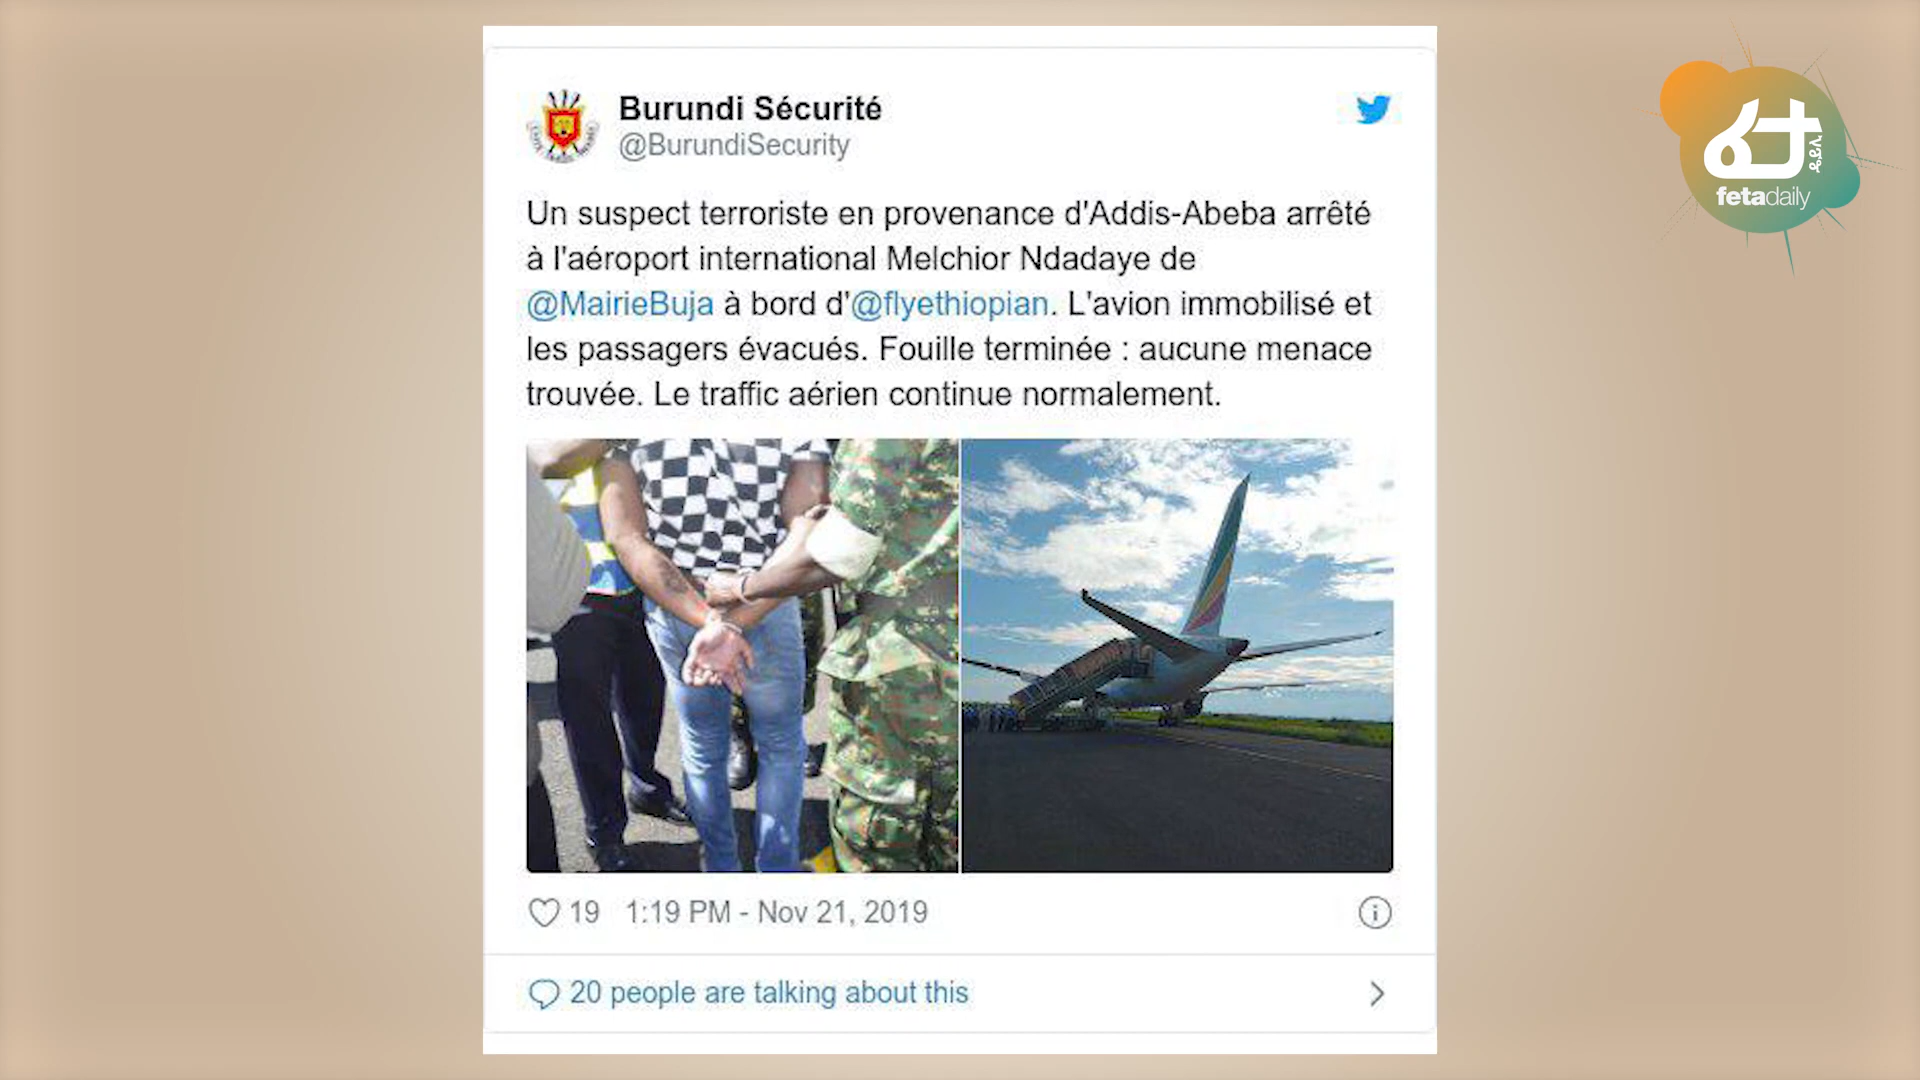 Burundi Sécurité
@BurundiSecurity
Un suspect terroriste en provenance d'Addis-Abeba arrêté
à l'aéroport international Melchior Ndadaye de
@MairieBuja à bord d'@flyethiopian. L'avion immobilisé et
les passagers évacués. Fouille terminée : aucune menace
trouvée. Le traffic aérien continue normalement.
19 1:19 PM - Nov 21, 2019
20 people are talking about this
ፈታ
fetadaily